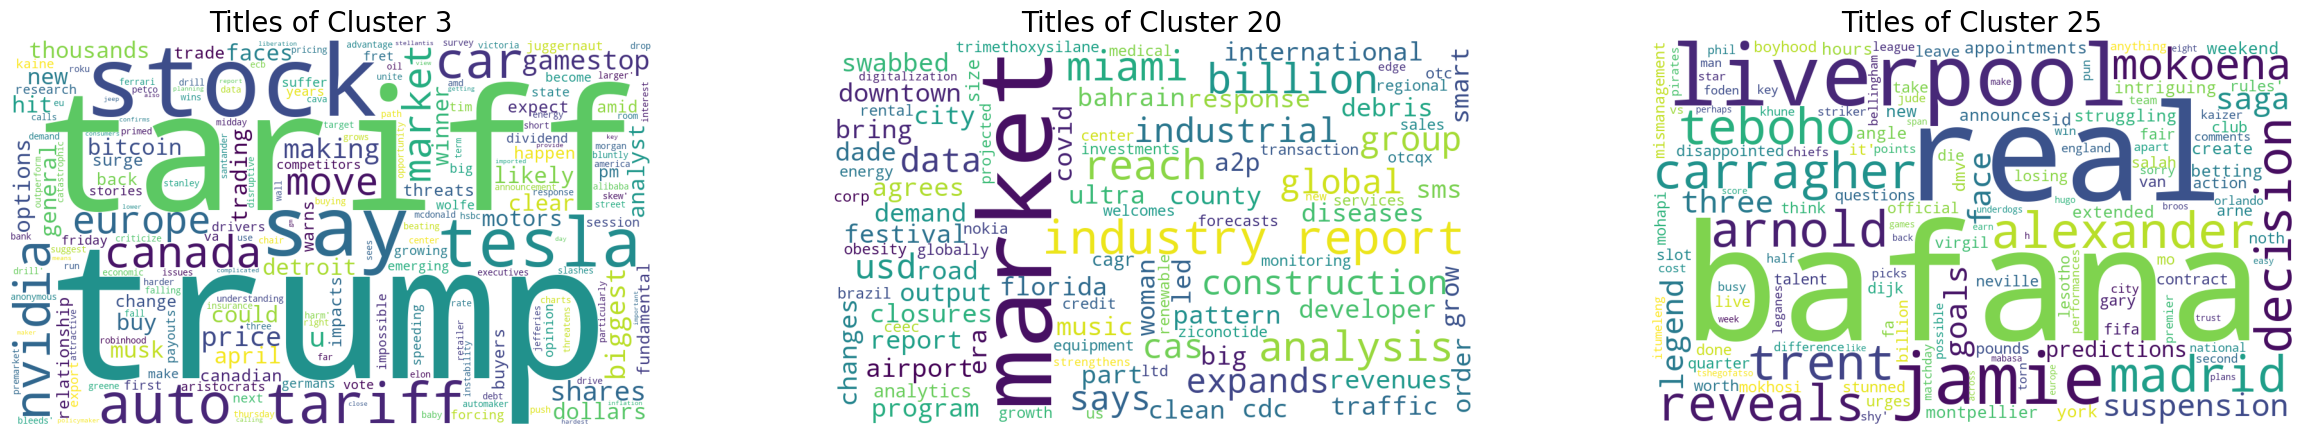 Titles of Cluster 3
thousands
trade
faces
juggernaut
kaine
stock
car
gamestop
new
research
hit
tariff
market
winner
options
general
bitcoin
surge
back
stories
making
trading
move
competitors
likely
happen
expect
amid
dividend
clear
threats
analyst
europe
say
tesla
motors
session
nvidia
canada
drivers
friday
warns
detroit
emerging
growing
executives
relationship
trump
biggest
fundamental
change
buy
could
price
musk
april
u
impacts
impossible
speeding
opinion
buyers
canadian
aristocrats
germans
vote
auto tariff
forcing
shares
dollars
Titles of Cluster 20
trimethoxysilane
medical
international
swabbed
digitalization
downtown
size
miami
billion
otc
edge
regional
smart
rental
city
bahrain
response
debris
bring
projected
covid
center
industrial
sales
dade
data
investments
reach
a2p
transaction
group
otcqx
energy
corp
agrees
market
ultra
county
global
new
services
sms
demand
welcomes
forecasts
diseases
festival
nokia
obesity
globally
industry report
usd
road
cagr
monitoring
brazil
output
florida
construction
closures
credit
woman
renewable
led
pattern
developer
grow
ceec
report
music
ziconotide
changes
airport
era
equipment
cas
big
analysis
order
analytics
strengthens
part
ltd
expands
revenues
program
growth
says
us
clean
cdc
traffic
Titles of Cluster 25
mismanagement
pirates
phil
boyhood
hours
league
leave
appointments
anything
eight
weekend
man
star
liverpool
mokoena
foden
key
bellingham
make
pun
intriguing
rules
vs
perhaps
khune
striker
take
jude
team
teboho
new
announces
id
struggling
saga
angle
win
comments
kaizer
disappointed
chiefs
it'
points
england
fair
club
carragher
real
apart
salah
create
three
questions
die
dmve
face
losing
sorry
van
betting
action
decision
mohapi
score
think
official
underdogs
hugo
extended
broos
orlando
arne
arnold
games
earn
alexander
slot
cost
half
back
virgil
h
noth
easy
legend
bafana
goals
busy
live
talent
picks
dijk
neville
mo
contract
quarter
week
leganes
billion
fa
possible
lesotho
performances
city
gary
trust
done
trent
difference
like
pounds
predictions
national
second
worth
mokhosi
stunned
fifa
premier
madrid
reveals
urges
jamie
matchday
europe
torn
mabasa
plans
shy'
montpellier
york
suspension